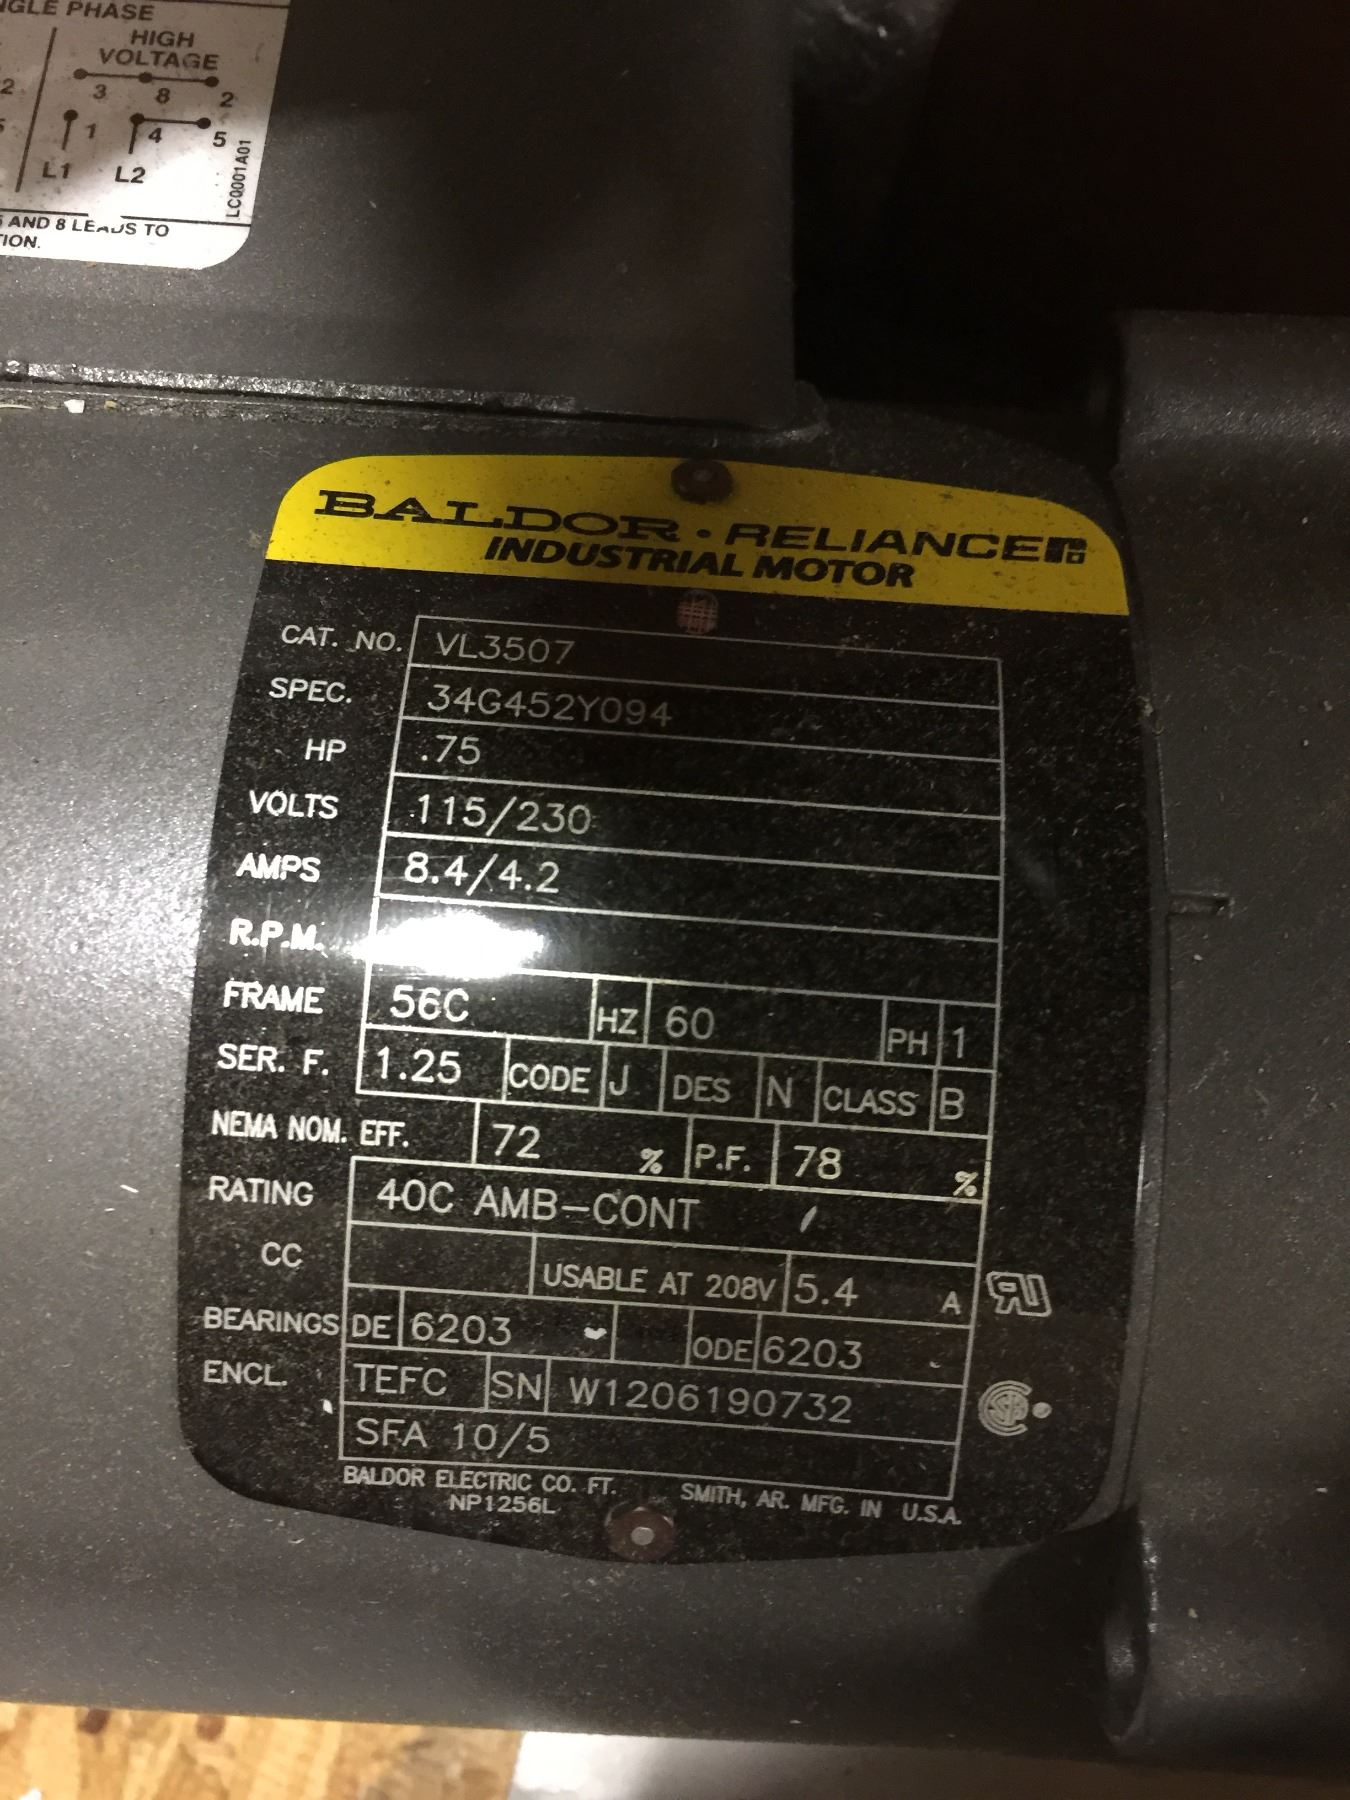 GLE PHASE
HIGH
VOLTAGE
2 3 8 2
1 4 5
L1 L2
LC0001A01
AND 8 LEADS TO
ION.
BALDOR · RELIANCE
INDUSTRIAL MOTOR
CAT. NO. VL3507
SPEC. 34G452Y094
HP .75
VOLTS 115/230
AMPS 8.4/4.2
R.P.M.
FRAME 56C HZ 60 PH 1
SER. F. 1.25 CODE J DES N CLASS B
NEMA NOM. EFF. 72 % P.F. 78 %
RATING 40C AMB-CONT
CC USABLE AT 208V 5.4 A
BEARINGS DE 6203 ODE 6203
ENCL. TEFC SN W1206190732
SFA 10/5
BALDOR ELECTRIC CO. FT. SMITH, AR. MFG. IN U.S.A.
NP1256L